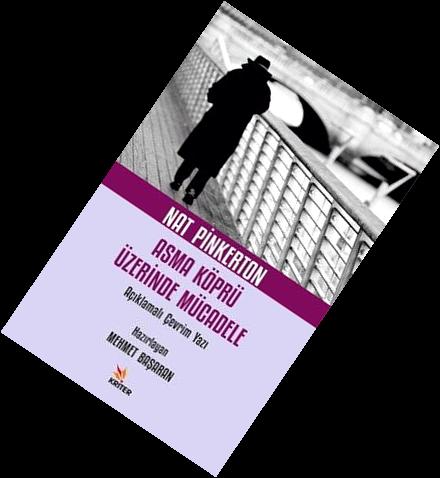 NAT PİNKERTON
ASMA KÖPRÜ
ÜZERİNDE MÜCADELE
Açıklamalı Çevrim Yazı
Hazırlayan
MEHMET BAŞARAN
KRİTER